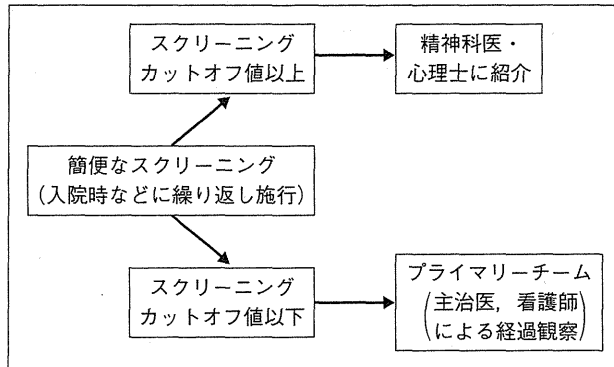 スクリーニング
カットオフ値以上
精神科医・
心理士に紹介
簡便なスクリーニング
(入院時などに繰り返し施行)
スクリーニング
カットオフ値以下
プライマリーチーム
(主治医,看護師
による経過観察)